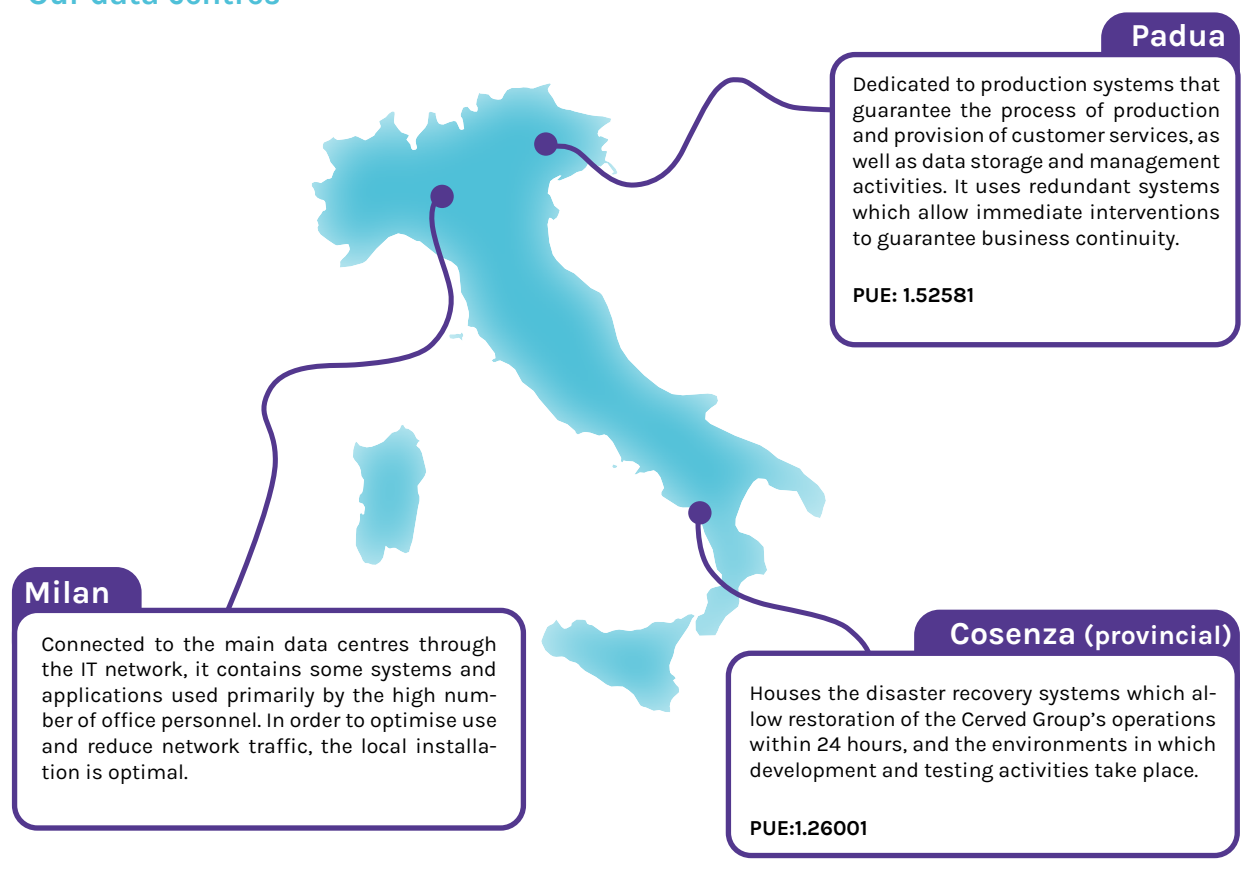 Our data centres
Padua
Dedicated to production systems that
guarantee the process of production
and provision of customer services, as
well as data storage and management
activities. It uses redundant systems
which allow immediate interventions
to guarantee business continuity.
PUE: 1.52581
Milan
Connected to the main data centres through
the IT network, it contains some systems and
applications used primarily by the high num-
ber of office personnel. In order to optimise use
and reduce network traffic, the local installa-
tion is optimal.
Cosenza (provincial)
Houses the disaster recovery systems which al-
low restoration of the Cerved Group's operations
within 24 hours, and the environments in which
development and testing activities take place.
PUE:1.26001